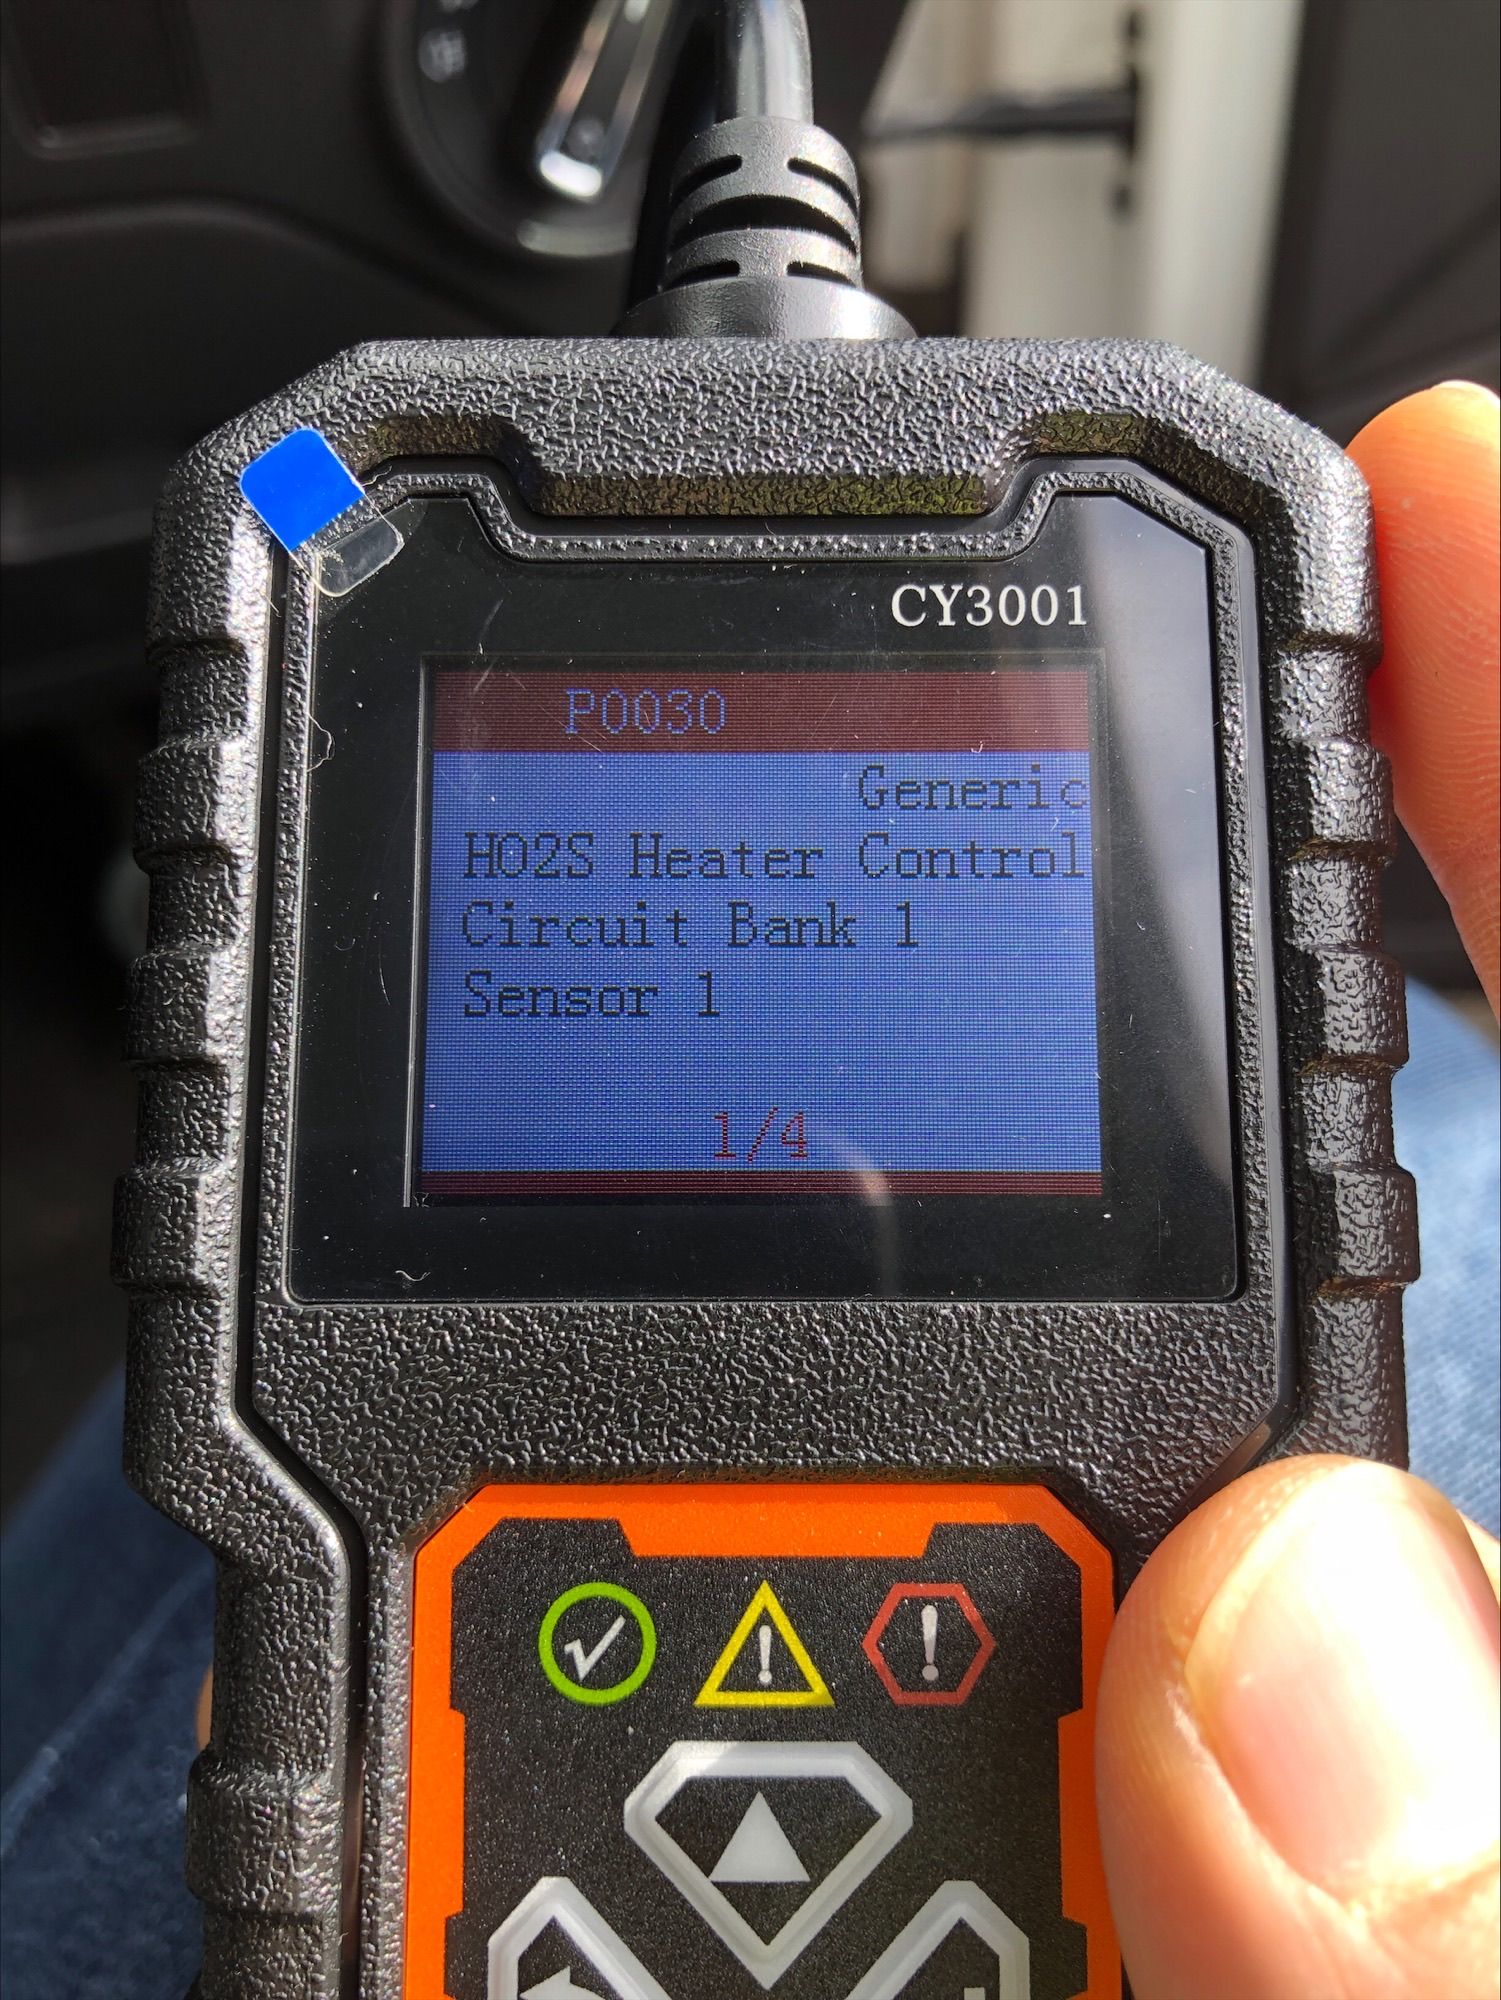 CY3001
P0030
Generic
HO2S Heater Control
Circuit Bank 1
Sensor 1
1/4